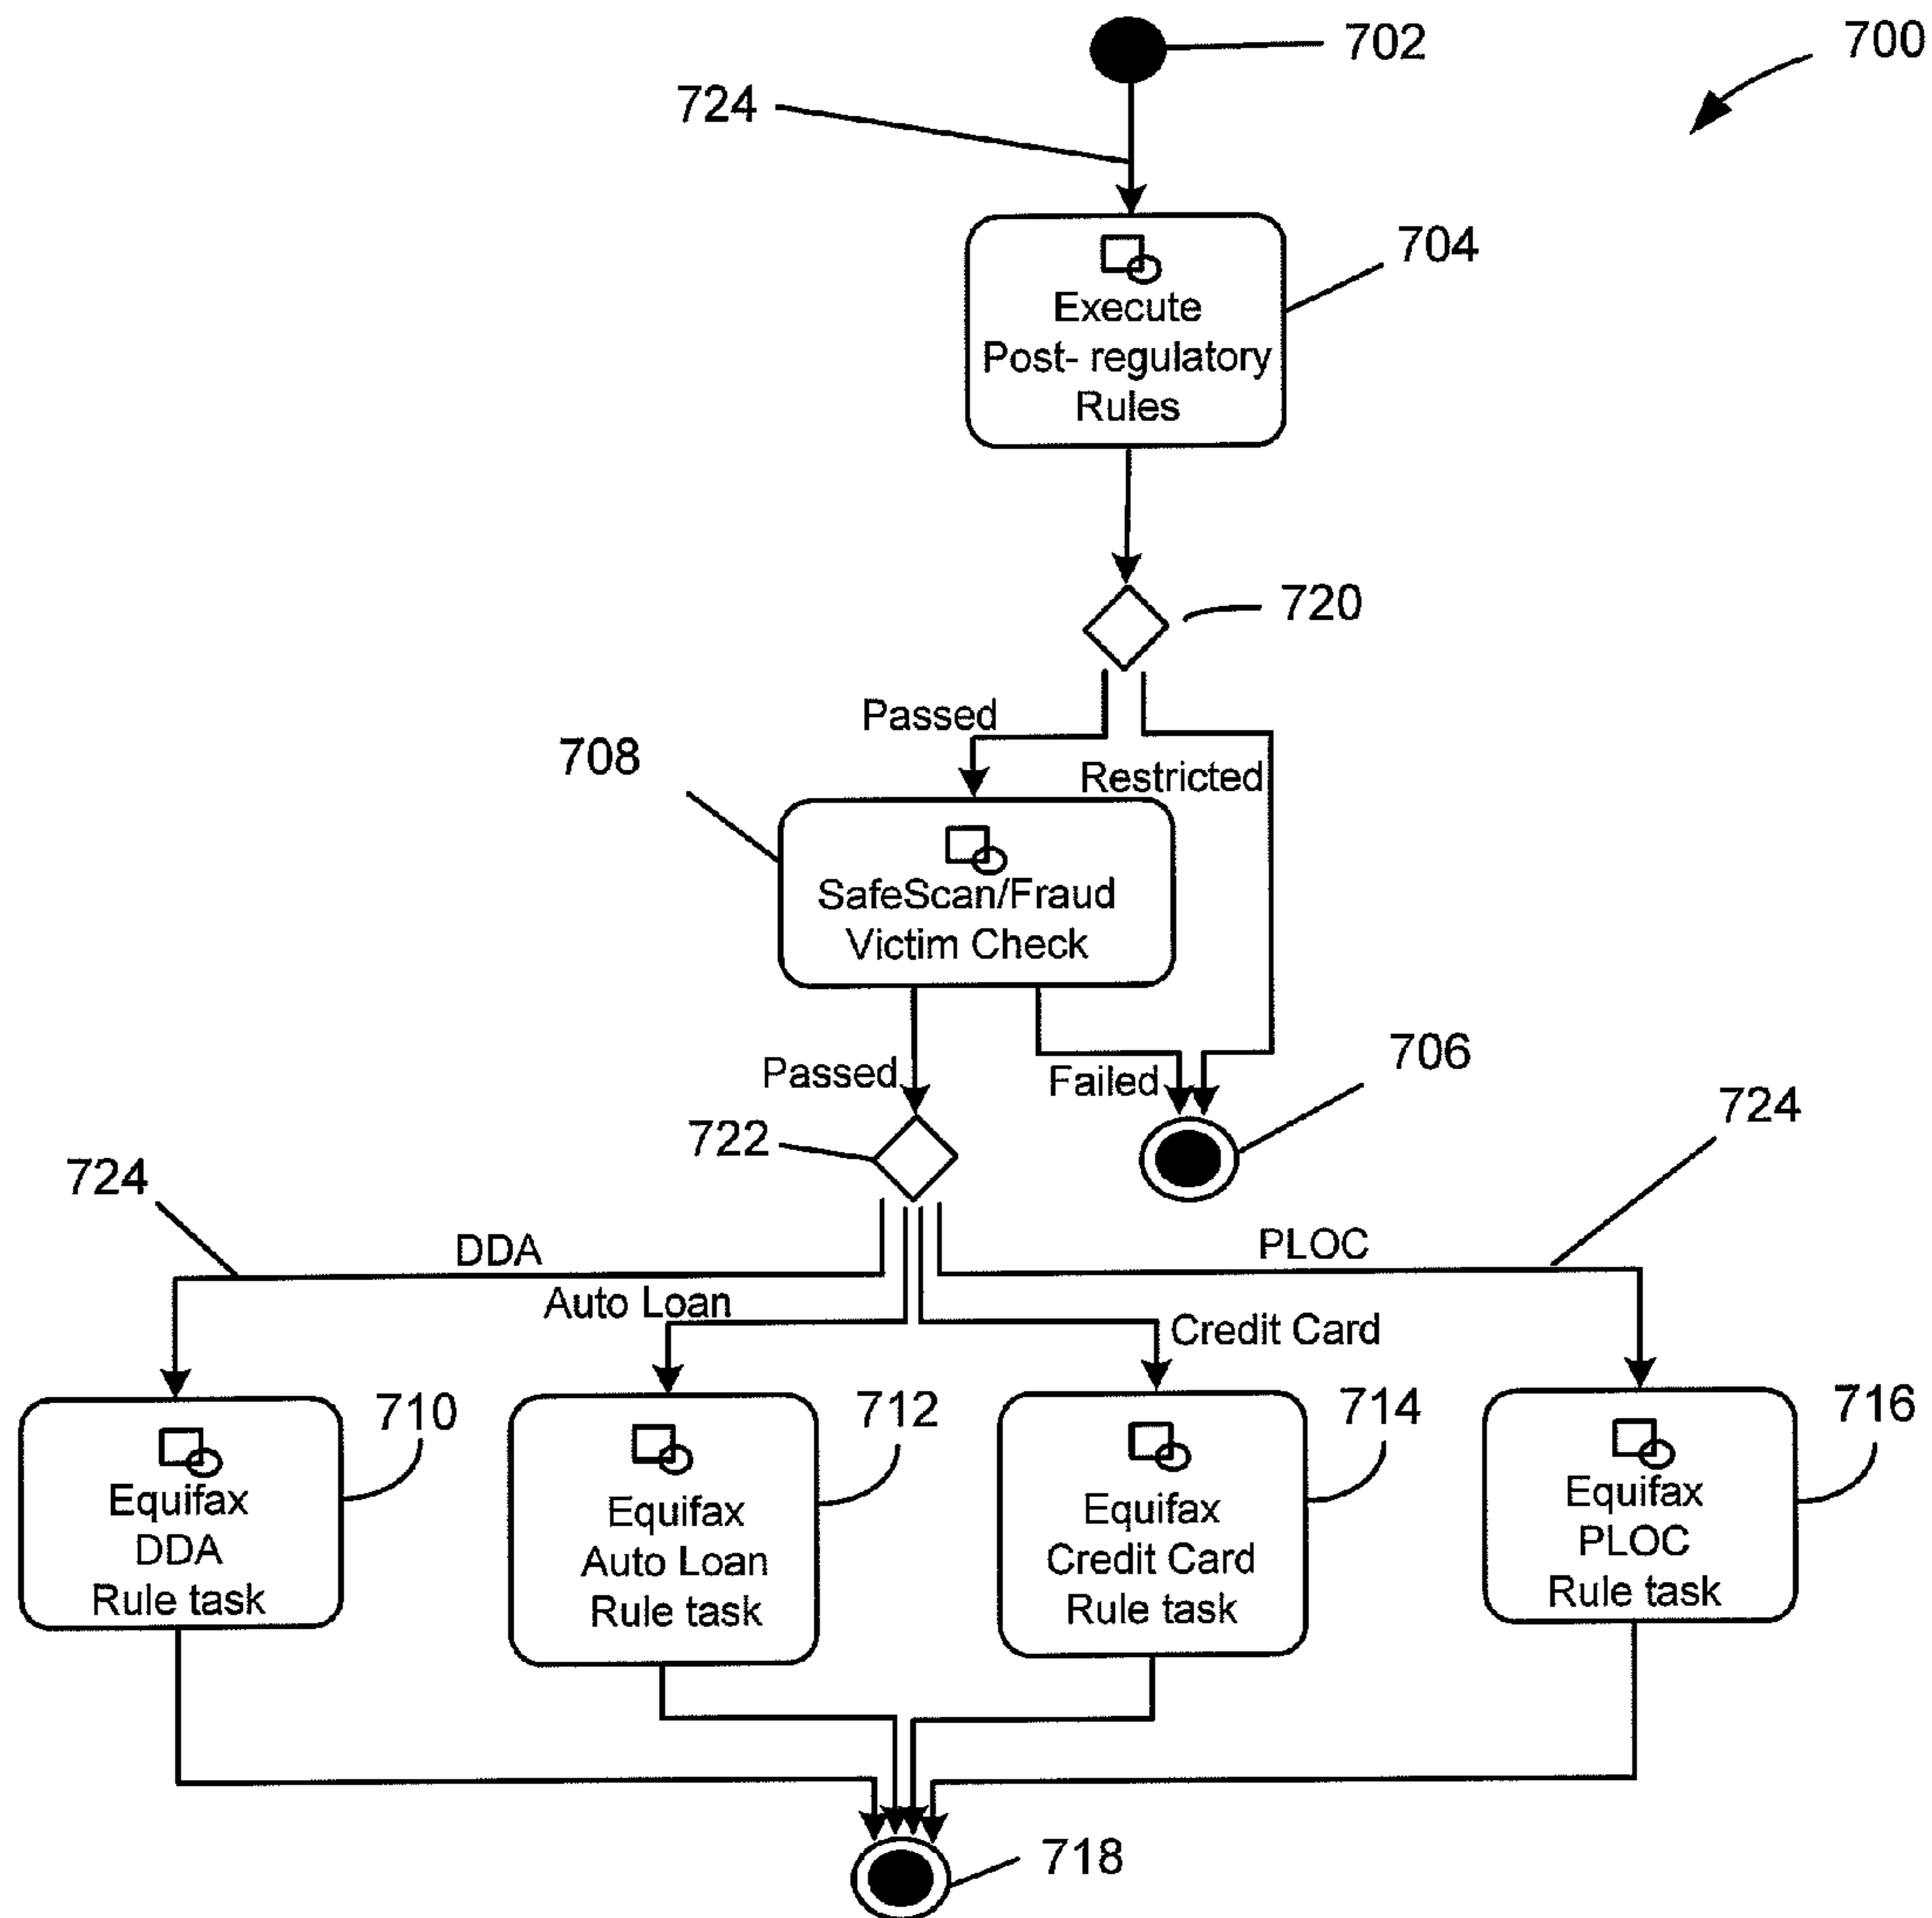 702
700
724
704
Execute
Post- regulatory
Rules
720
Passed
708
Restricted
SafeScan/Fraud
Victim Check
706
Passed
Failed
724
722
724
DDA
PLOC
Auto Loan
Credit Card
710
712
714
716
Equifax
DDA
Rule task
Equifax
Auto Loan
Rule task
Equifax
Credit Card
Rule task
Equifax
PLOC
Rule task
718